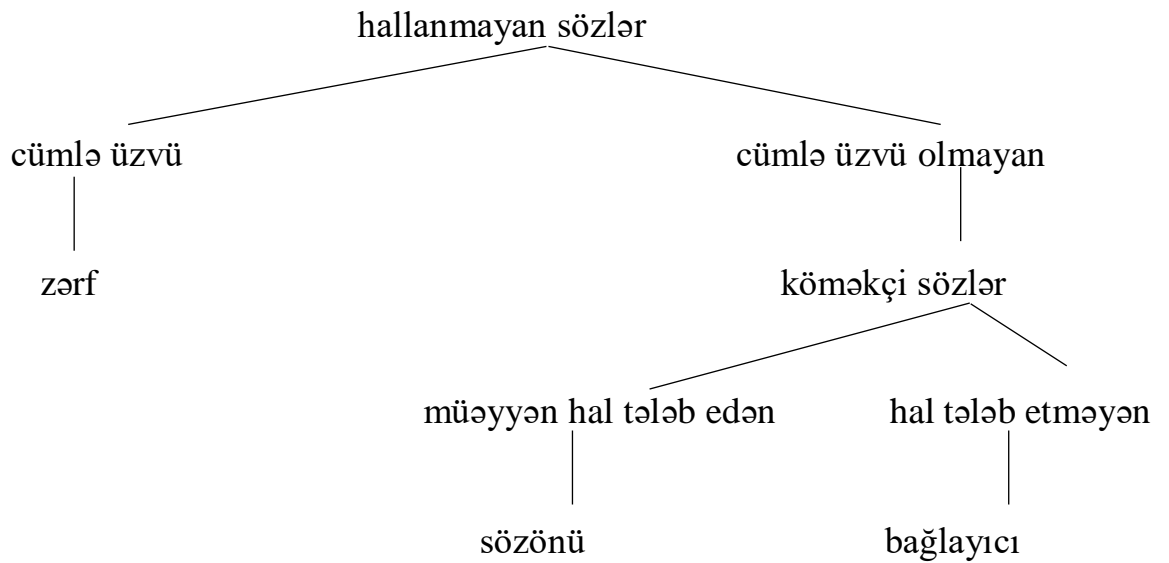 hallanmayan sözlər
cümlə üzvü
cümlə üzvü olmayan
zərf
köməkçi sözlər
müəyyən hal tələb edən
hal tələb etməyən
sözönü
bağlayıcı